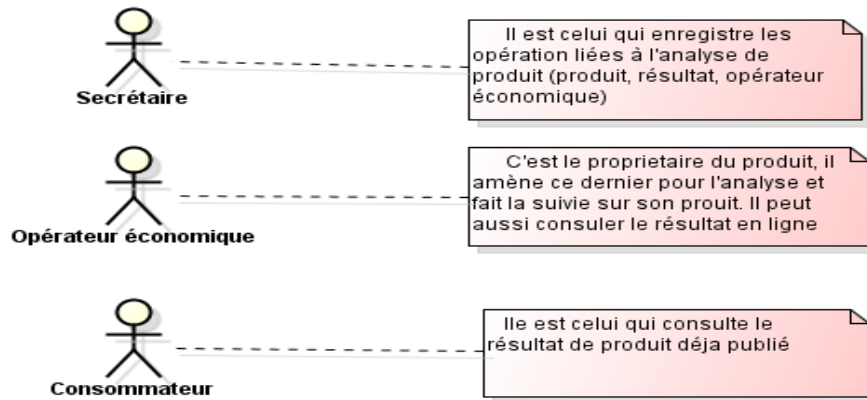 Secrétaire
Il est celui qui enregistre les
opération liées à l'analyse de
produit (produit, résultat, opérateur
économique)
Opérateur économique
C'est le proprietaire du produit, il
amène ce dernier pour l'analyse et
fait la suivie sur son prouit. Il peut
aussi consuler le résultat en ligne
Consommateur
Ile est celui qui consulte le
résultat de produit déja publié